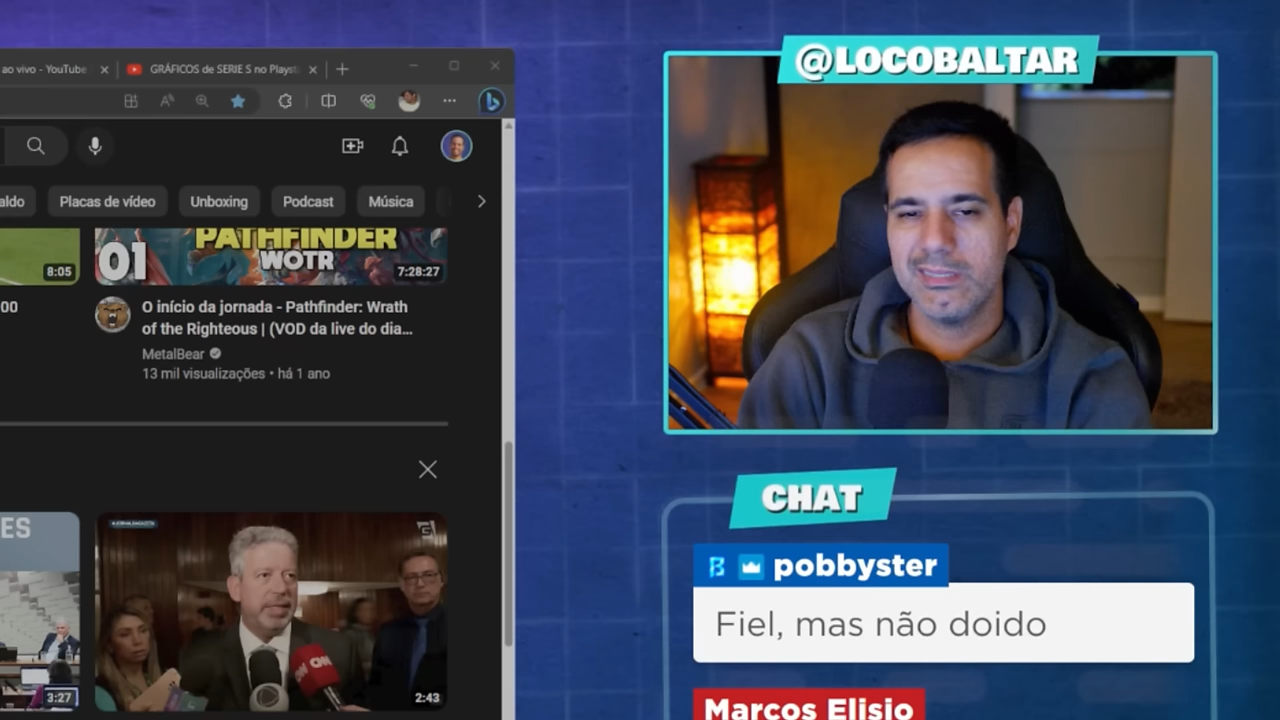 ao vivo - YouTube
GRÁFICOS de SERIE S no Playst
aldo
Placas de vídeo
Unboxing
Podcast
Música
8:05
01
PATHFINDER
WOTR
7:28:27
00
O início da jornada - Pathfinder: Wrath
of the Righteous | (VOD da live do dia...
MetalBear
13 mil visualizações • há 1 ano
ES
3:27
CNN
CNN
2:43
@LOCOBALTAR
CHAT
pobbyster
Fiel, mas não doido
Marcos Elisio